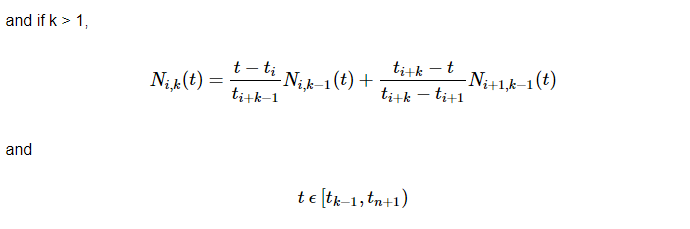 and if k > 1,
N_{i,k}(t) = \frac{t - t_i}{t_{i+k-1}} N_{i,k-1}(t) + \frac{t_{i+k} - t}{t_{i+k} - t_{i+1}} N_{i+1,k-1}(t)
and
t ϵ [t_{k-1}, t_{n+1})